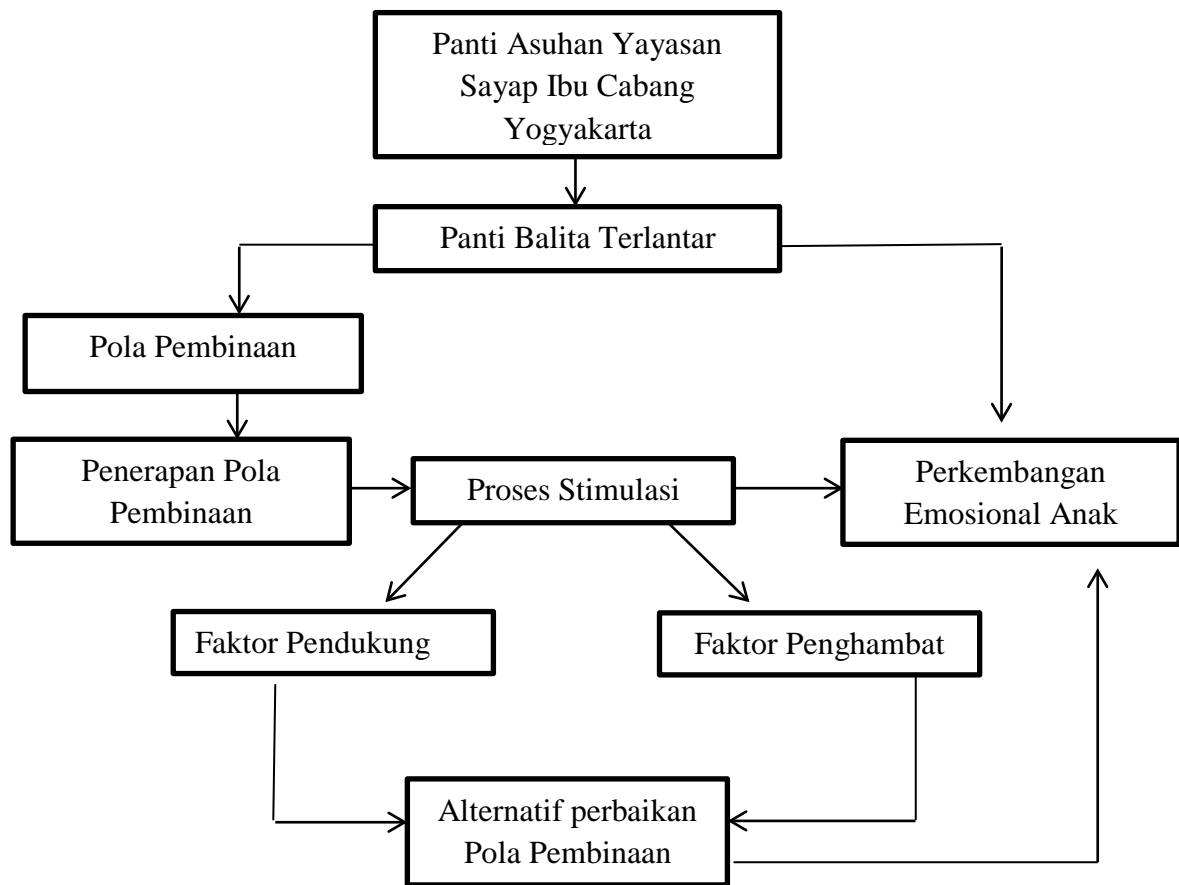 Panti Asuhan Yayasan
Sayap Ibu Cabang
Yogyakarta
Panti Balita Terlantar
Pola Pembinaan
Penerapan Pola
Pembinaan
Proses Stimulasi
Perkembangan
Emosional Anak
Faktor Pendukung
Faktor Penghambat
Alternatif perbaikan
Pola Pembinaan